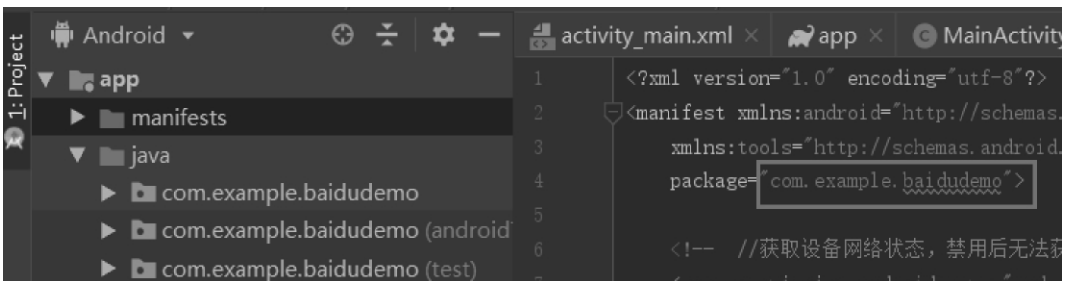 1: Project
Android
app
manifests
java
com.example.baidudemo
com.example.baidudemo (android
com.example.baidudemo (test)
activity_main.xml
app
MainActivity
1 <?xml version="1.0" encoding="utf-8"?>
2 <manifest xmlns:android="http://schemas.
3 xmlns:tools="http://schemas.android.
4 package="com.example.baidudemo">
5
6 <!-- //获取设备网络状态，禁用后无法获